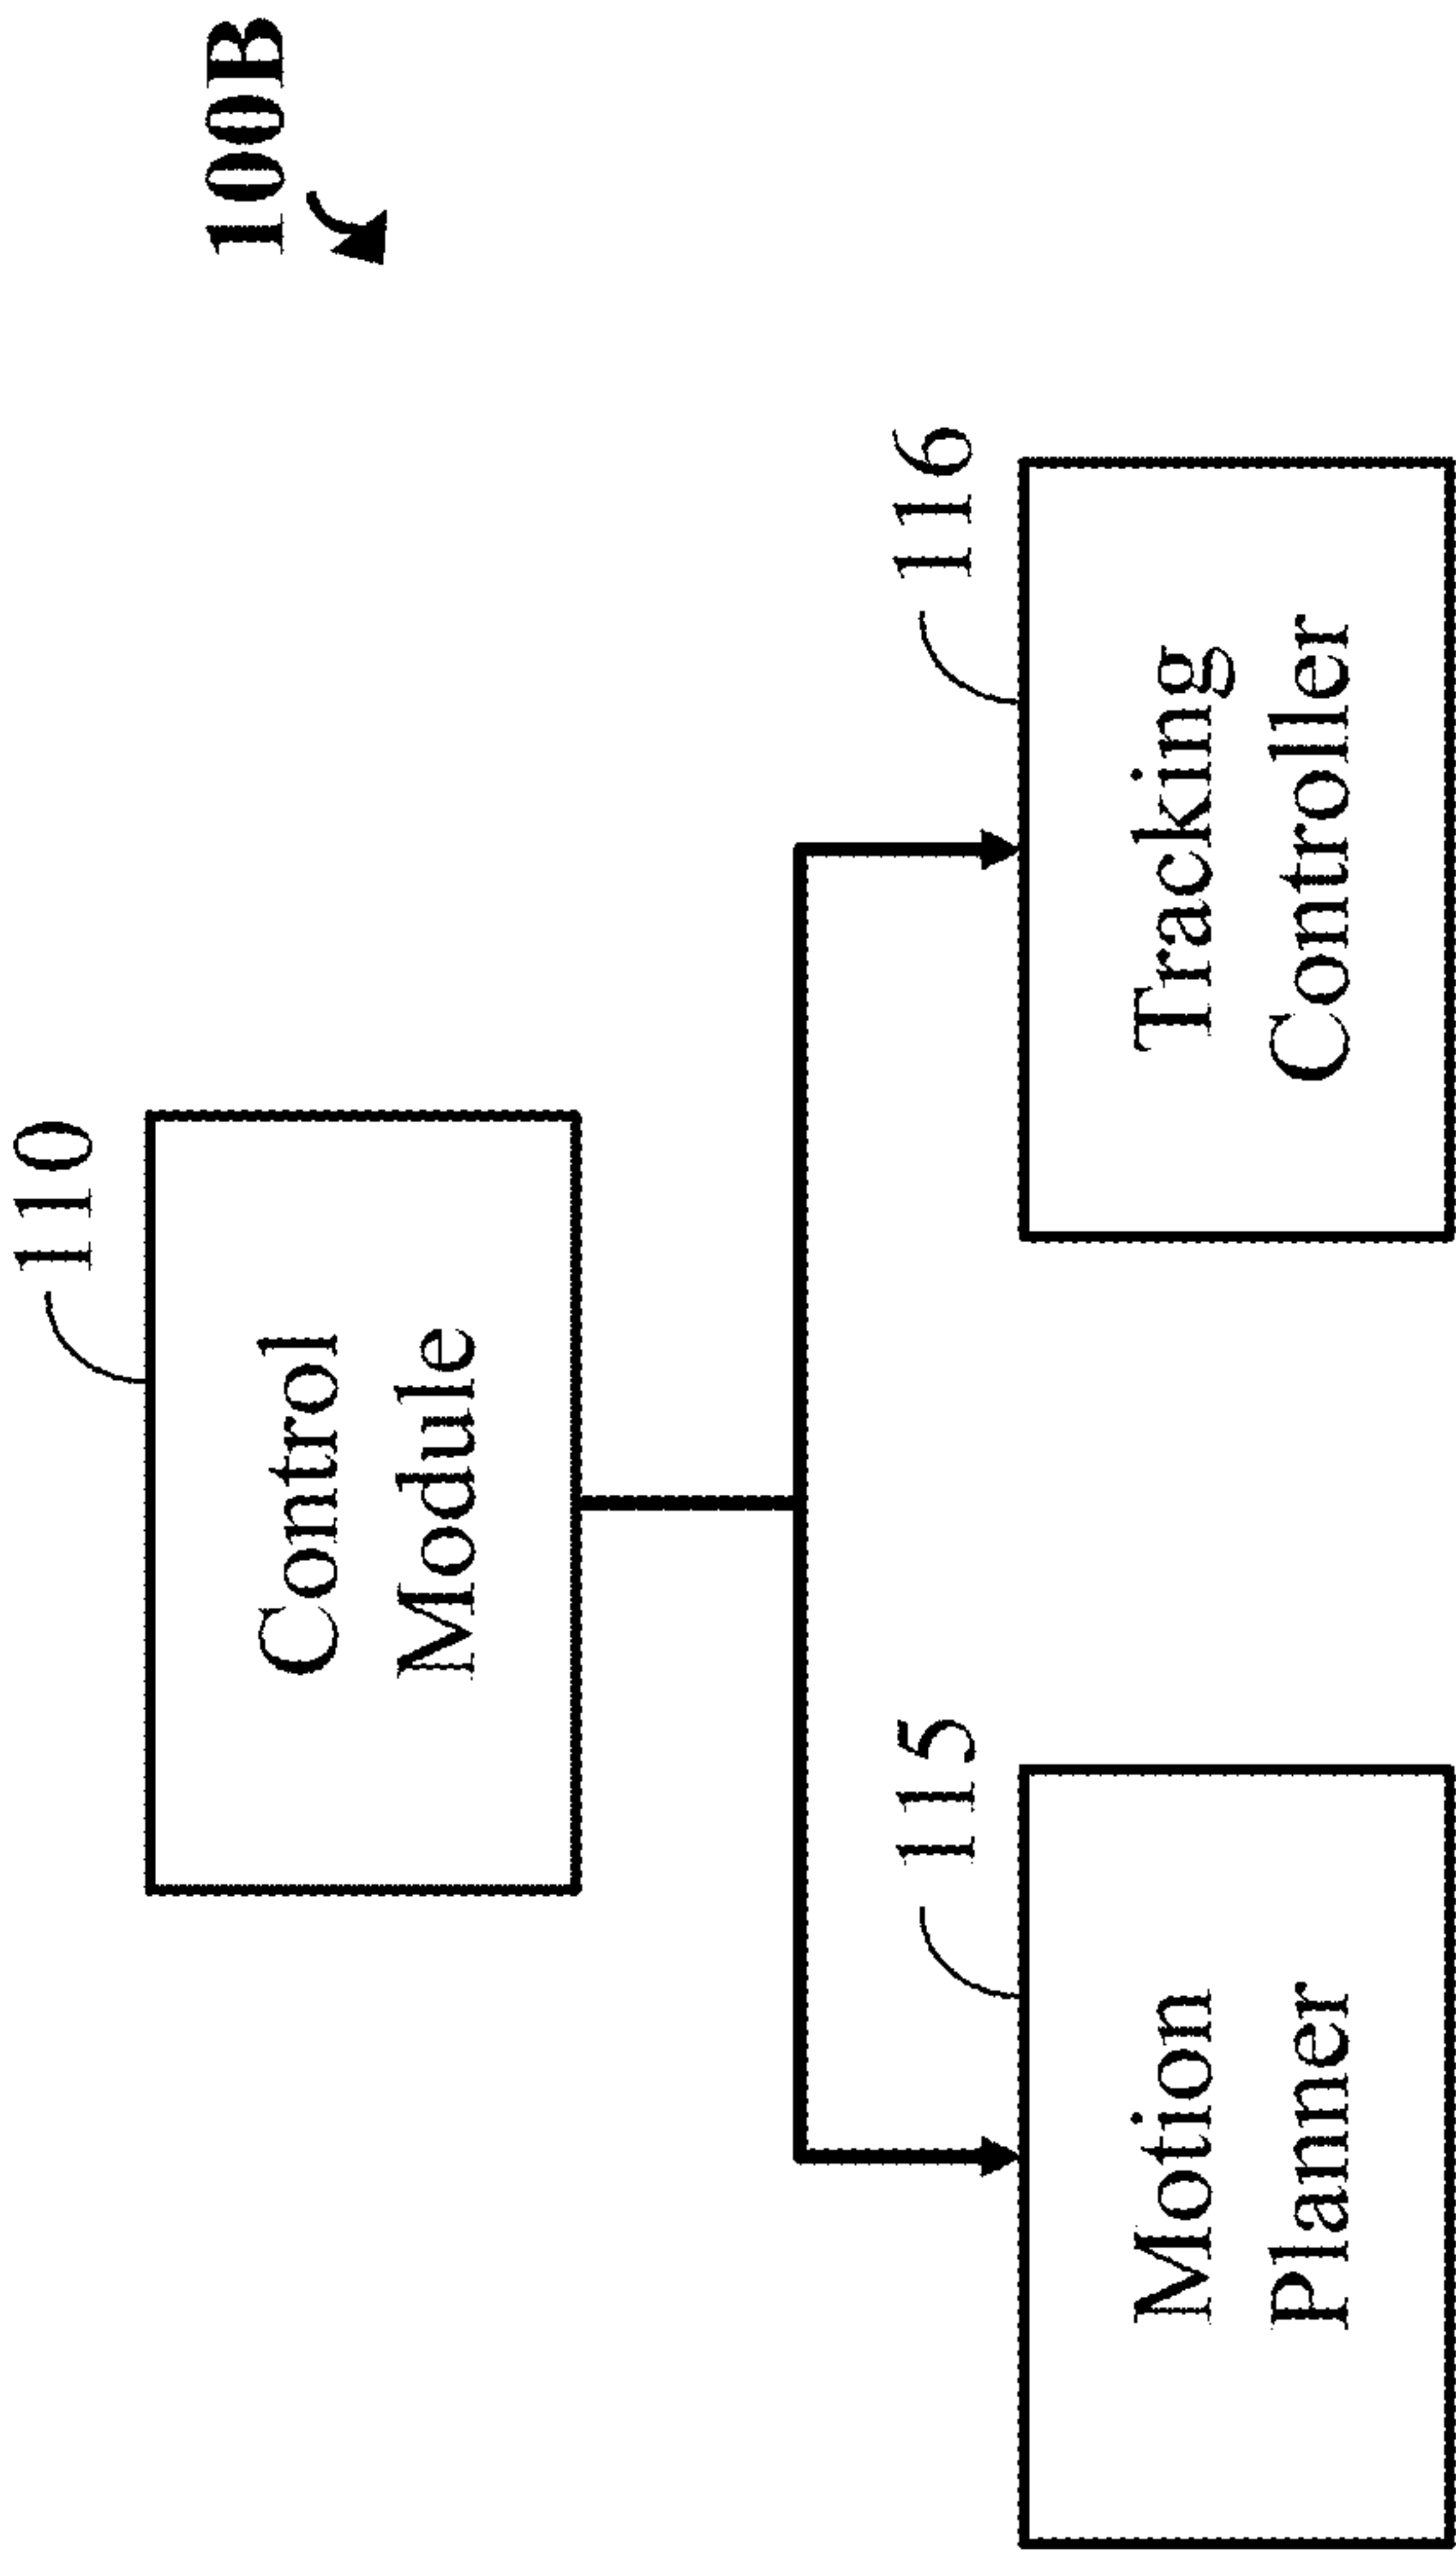 100B
110
Control
Module
115
Motion
Planner
116
Tracking
Controller